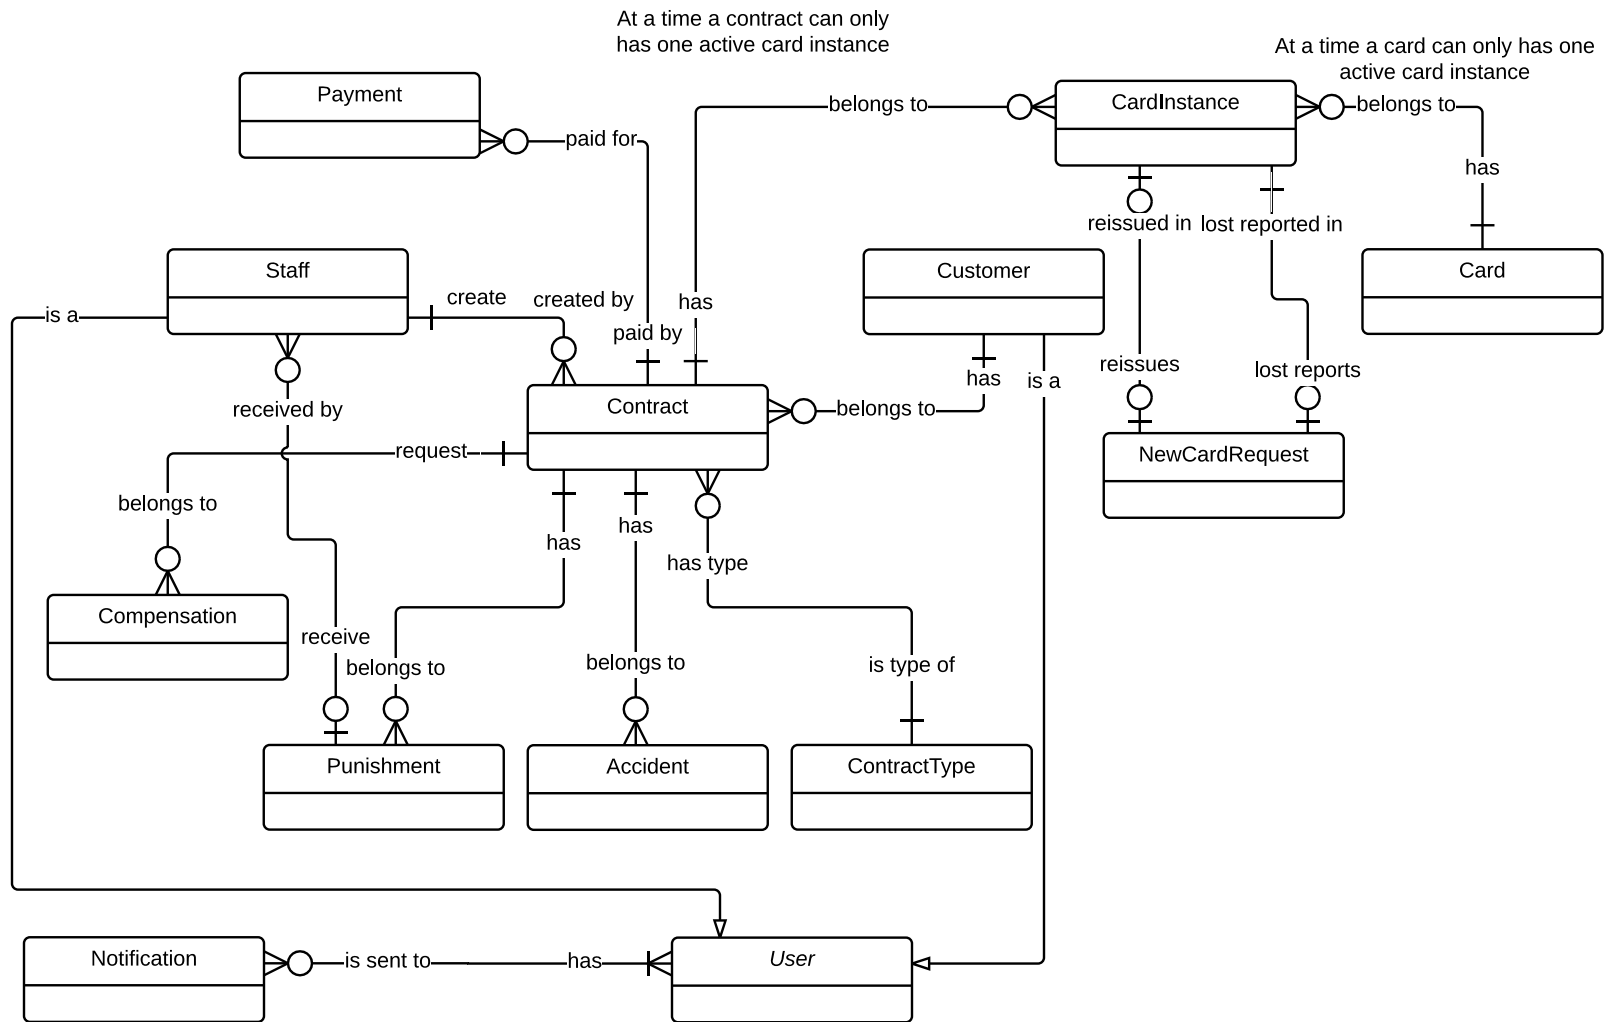 At a time a contract can only
has one active card instance
At a time a card can only has one
active card instance
Payment
CardInstance
belongs to
belongs to
paid for
has
reissued in
lost reported in
Staff
Customer
Card
create
created by
has
is a
paid by
reissues
lost reports
has
is a
received by
Contract
belongs to
request
NewCardRequest
belongs to
has
has
has type
Compensation
receive
belongs to
belongs to
is type of
Punishment
Accident
ContractType
Notification
is sent to
has
User